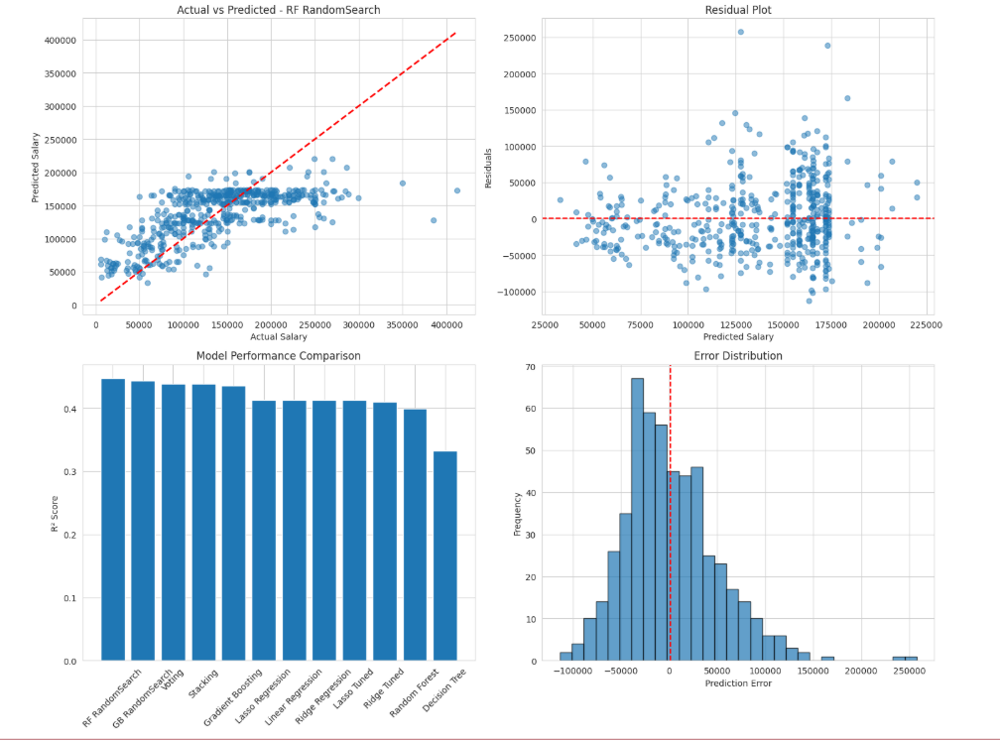 Actual vs Predicted - RF RandomSearch
400000
350000
300000
250000
200000
150000
100000
50000
0
Predicted Salary
0 50000 100000 150000 200000 250000 300000 350000 400000
Actual Salary
Residual Plot
250000
200000
150000
100000
50000
0
−50000
−100000
Residuals
25000 50000 75000 100000 125000 150000 175000 200000 225000
Predicted Salary
Model Performance Comparison
0.4
0.3
0.2
0.1
0.0
R² Score
RF RandomSearch
GB RandomSearch
Voting
Stacking
Gradient Boosting
Lasso Regression
Linear Regression
Ridge Regression
Lasso Tuned
Ridge Tuned
Random Forest
Decision Tree
Error Distribution
70
60
50
40
30
20
10
0
Frequency
−100000 −50000 0 50000 100000 150000 200000 250000
Prediction Error